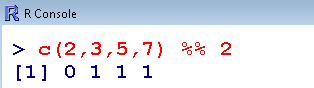 R Console
> c(2,3,5,7) %% 2
[1] 0 1 1 1